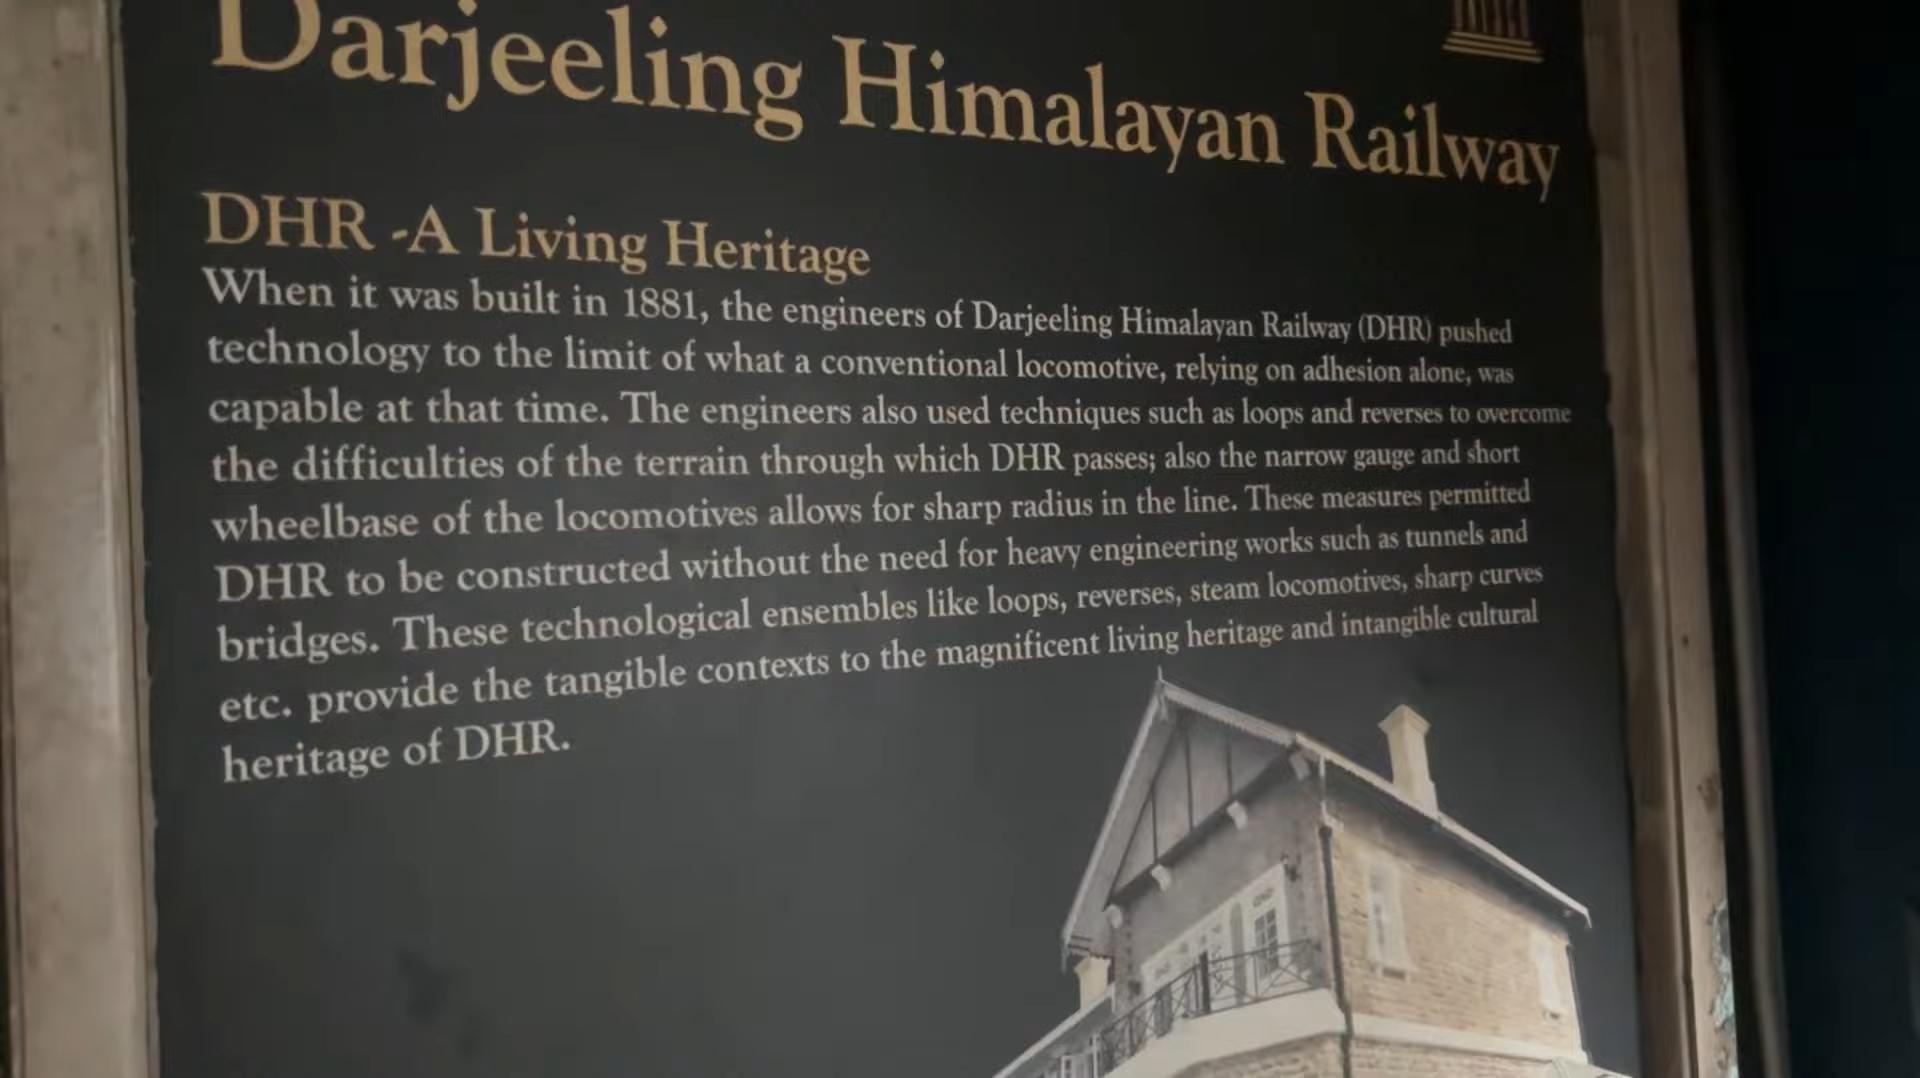 Darjeeling Himalayan Railway
DHR -A Living Heritage
When it was built in 1881, the engineers of Darjeeling Himalayan Railway (DHR) pushed
technology to the limit of what a conventional locomotive, relying on adhesion alone, was
capable at that time. The engineers also used techniques such as loops and reverses to overcome
the difficulties of the terrain through which DHR passes; also the narrow gauge and short
wheelbase of the locomotives allows for sharp radius in the line. These measures permitted
DHR to be constructed without the need for heavy engineering works such as tunnels and
bridges. These technological ensembles like loops, reverses, steam locomotives, sharp curves
etc. provide the tangible contexts to the magnificent living heritage and intangible cultural
heritage of DHR.